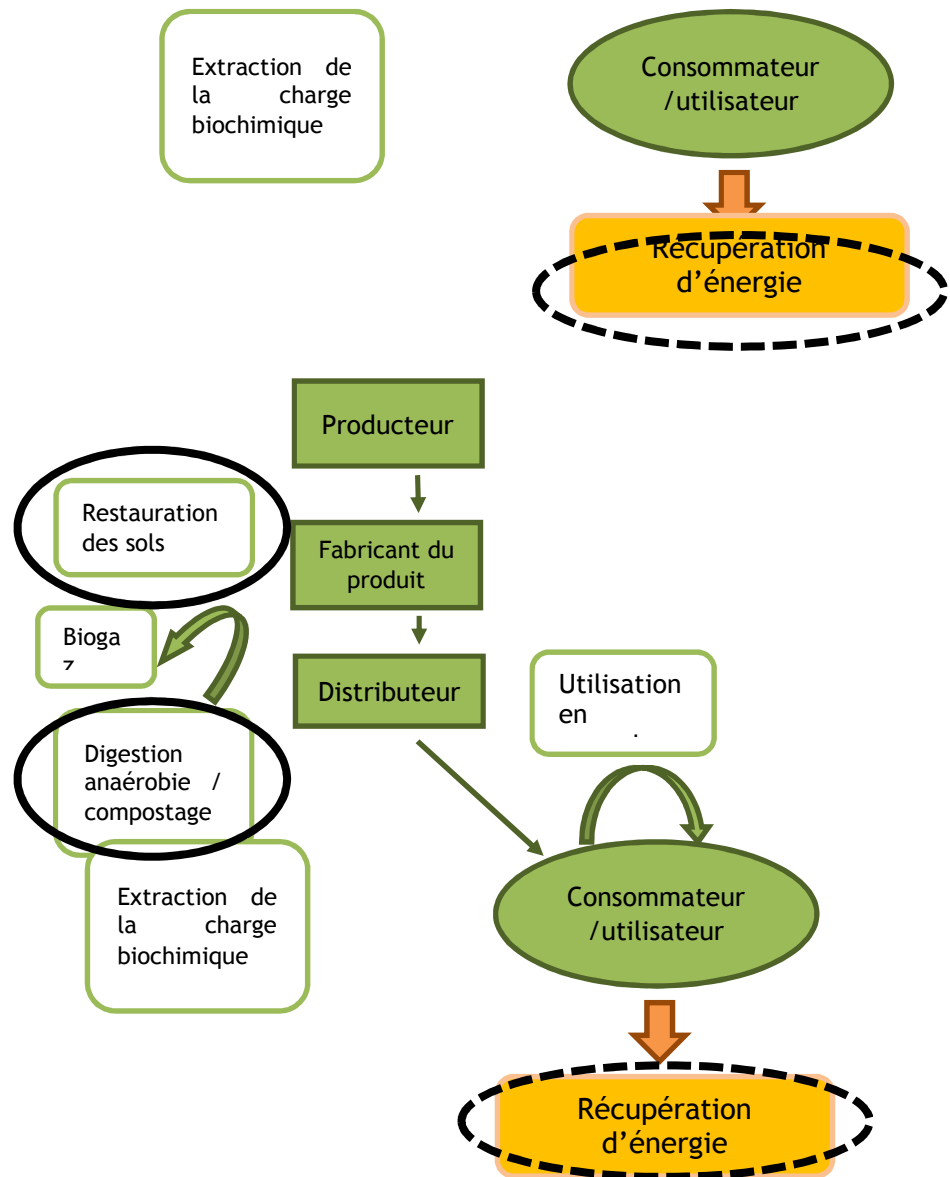 Extraction de
la charge
biochimique
Consommateur
/utilisateur
Récupération
d’énergie
Producteur
Restauration
des sols
Fabricant du
produit
Bioga
Distributeur
Utilisation
en
Digestion
anaérobie /
compostage
Extraction de
la charge
biochimique
Consommateur
/utilisateur
Récupération
d’énergie